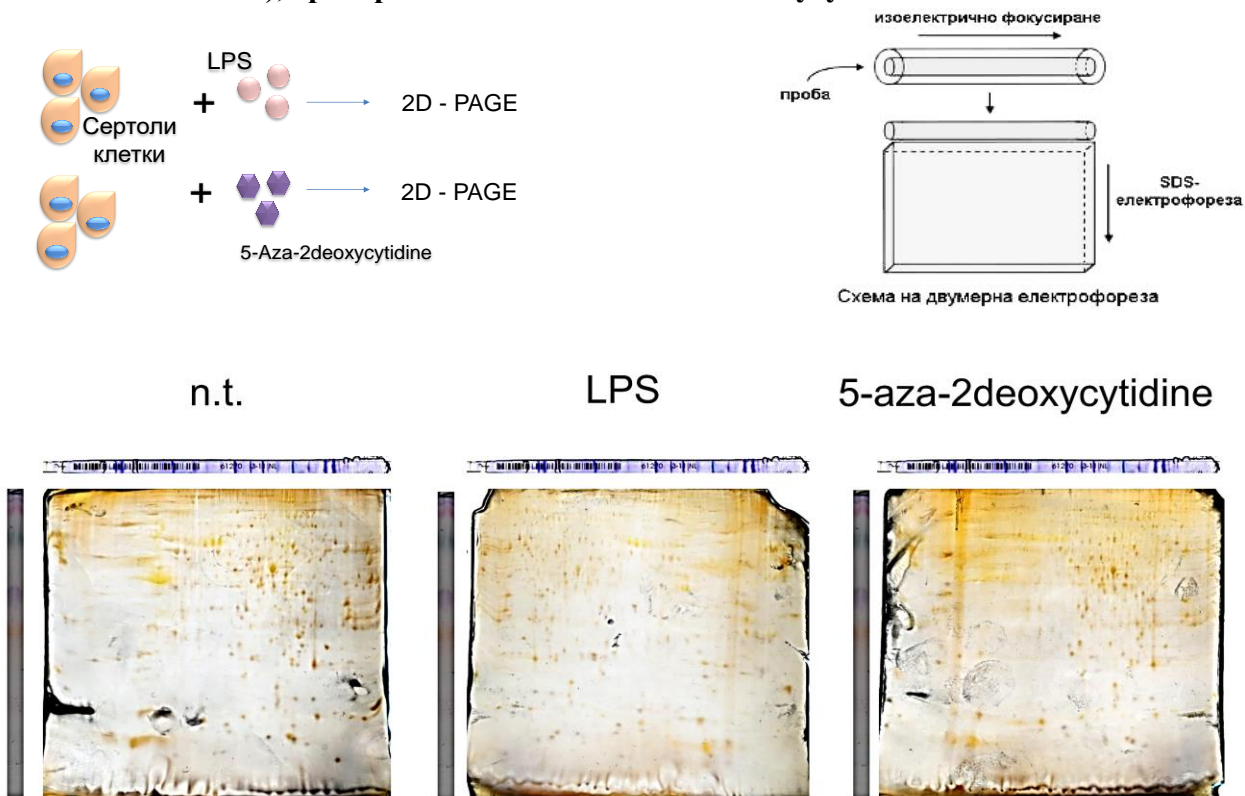 изоелектрично фокусиране
проба
SDS-
електрофореза
Схема на двумерна електрофореза
LPS
+
2D - PAGE
Сертоли
клетки
+
2D - PAGE
5-Aza-2deoxycytidine
n.t.
LPS
5-aza-2deoxycytidine